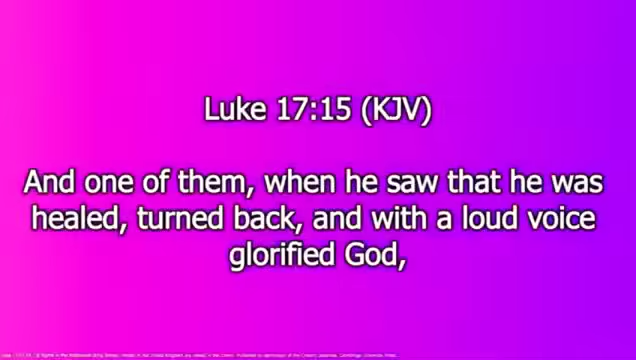 Luke 17:15 (KJV)
And one of them, when he saw that he was
healed, turned back, and with a loud voice
glorified God,